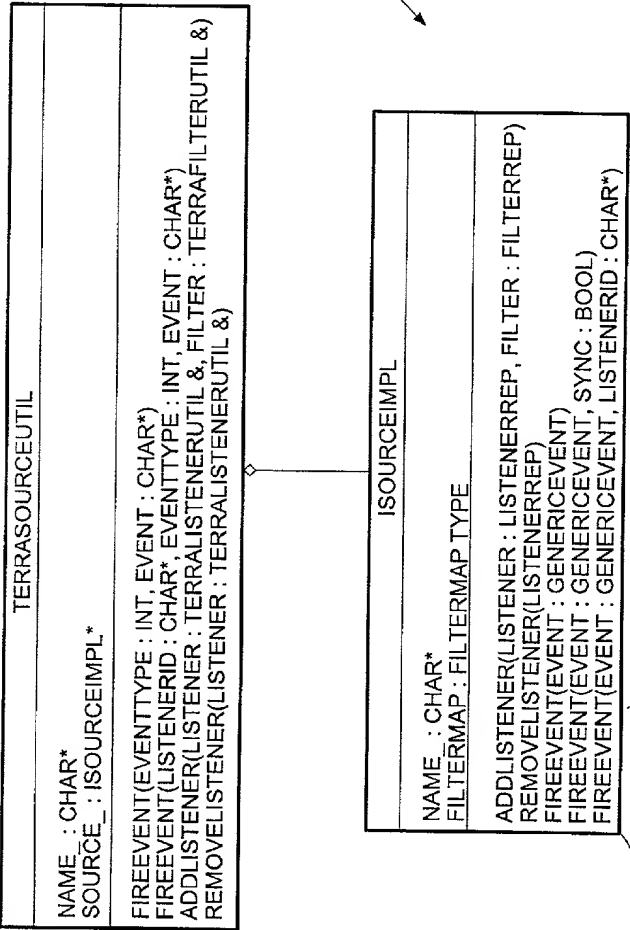 TERRASOURCEUTIL
NAME_ : CHAR*
SOURCE_ : ISOURCEIMPL*
FIREEVENT(EVENTTYPE : INT, EVENT : CHAR*)
FIREEVENT(LISTENERID : CHAR*, EVENTTYPE : INT, EVENT : CHAR*)
ADDLISTENER(LISTENER : TERRALISTENERUTIL &, FILTER : TERRAFILTERUTIL &)
REMOVELISTENER(LISTENER : TERRALISTENERUTIL &)
ISOURCEIMPL
NAME_ : CHAR*
FILTERMAP : FILTERMAP TYPE
ADDLISTENER(LISTENER : LISTENERREP, FILTER : FILTERREP)
REMOVELISTENER(LISTENERREP)
FIREEVENT(EVENT : GENERICEVENT)
FIREEVENT(EVENT : GENERICEVENT, SYNC : BOOL)
FIREEVENT(EVENT : GENERICEVENT, LISTENERID : CHAR*)